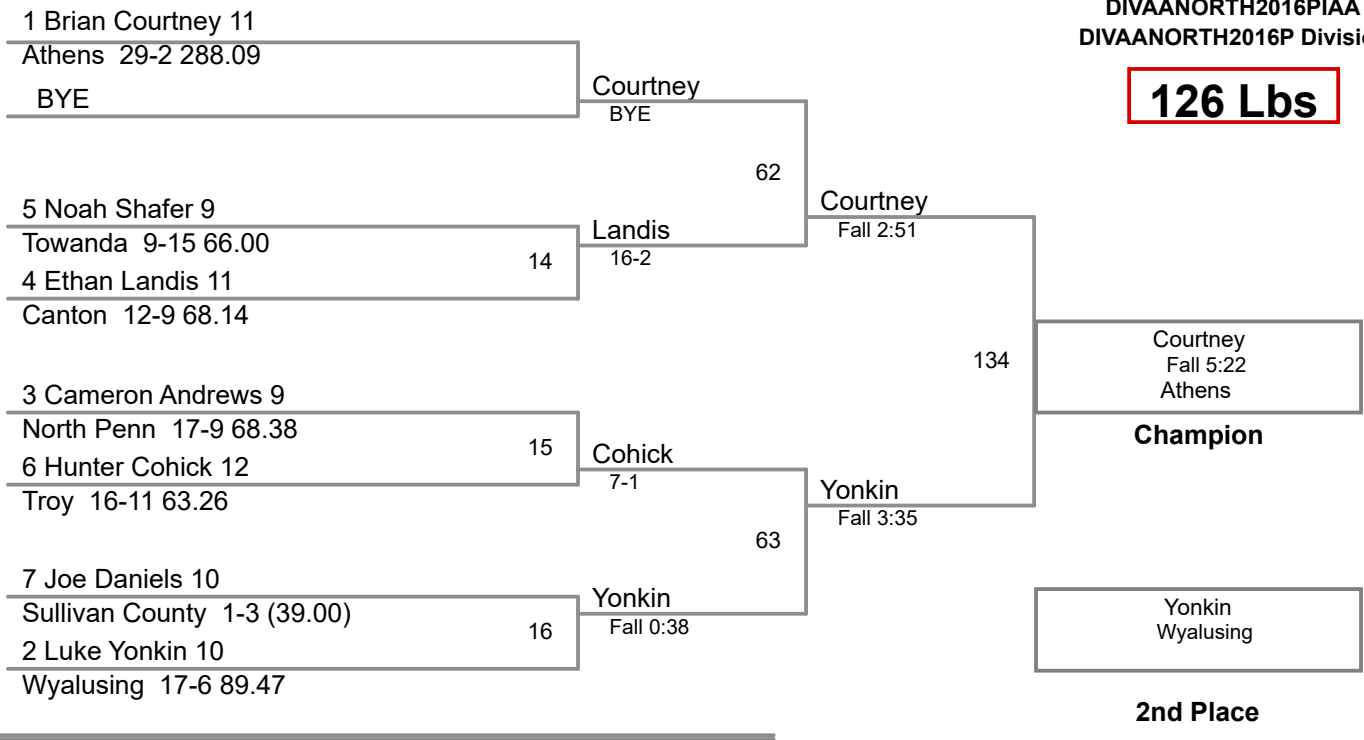 DIVAANORTH2016PIAA
DIVAANORTH2016P Divisi
126 Lbs
1 Brian Courtney 11
Athens 29-2 288.09
BYE
5 Noah Shafer 9
Towanda 9-15 66.00
4 Ethan Landis 11
Canton 12-9 68.14
14
3 Cameron Andrews 9
North Penn 17-9 68.38
6 Hunter Cohick 12
Troy 16-11 63.26
15
7 Joe Daniels 10
Sullivan County 1-3 (39.00)
2 Luke Yonkin 10
Wyalusing 17-6 89.47
16
Courtney
BYE
62
Landis
16-2
Cohick
7-1
63
Yonkin
Fall 0:38
Courtney
Fall 2:51
134
Yonkin
Fall 3:35
Courtney
Fall 5:22
Athens
Champion
Yonkin
Wyalusing
2nd Place